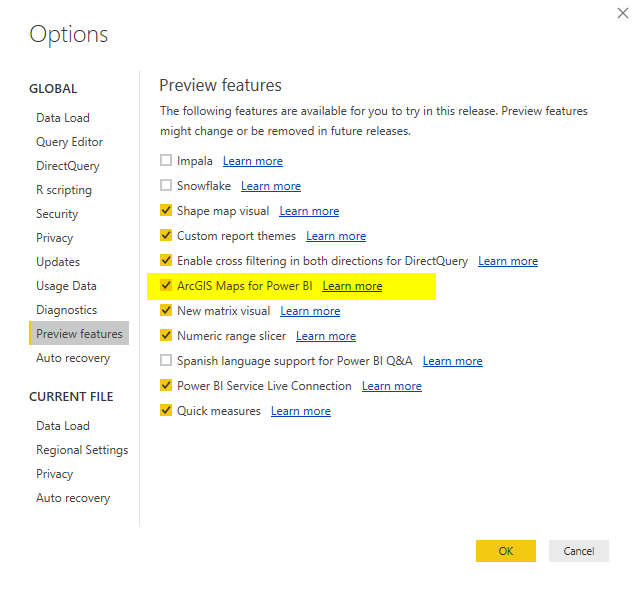 Options
GLOBAL
Data Load
Query Editor
DirectQuery
R scripting
Security
Privacy
Updates
Usage Data
Diagnostics
Preview features
Auto recovery
CURRENT FILE
Data Load
Regional Settings
Privacy
Auto recovery
Preview features
The following features are available for you to try in this release. Preview features
might change or be removed in future releases.
Impala Learn more
Snowflake Learn more
Shape map visual Learn more
Custom report themes Learn more
Enable cross filtering in both directions for DirectQuery Learn more
ArcGIS Maps for Power BI Learn more
New matrix visual Learn more
Numeric range slicer Learn more
Spanish language support for Power BI Q&A Learn more
Power BI Service Live Connection Learn more
Quick measures Learn more
OK
Cancel